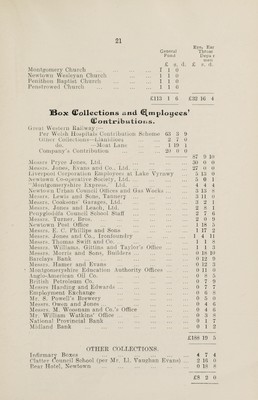 21
General Fund
Eye, Ear Throat
£ s. d. £ s. d.
Montgomery Church ... ... 1 1 0
Newtown Wesleyan Church ... 1 1 0
Penithon Baptist Church ... 1 1 0
Penstrowed Church ... ... 1 1 0
£113 1 6 £32 16 4
Box Collections and Employees' Contributions.
Great Western Railway :—
Per Welsh Hospitals Contribution Scheme 63 3 9
Other Collections—Llanidloes ... 2 1 0
do. —Moat Lane 1 19 1
Company's Contribution ... 20 0 0
87 3 10
Messrs. Pryce Jones, Ltd. ... 30 0 0
Messrs. Jones, Evans and Co., Ltd. ... 27 18 0
Liverpool Corporation Employees at Lake Vyrnwy 5 15 0
Newtown Co-operative Society, Ltd. ... 5 6 1
"Montgomeryshire Express," Ltd. ... 4 4 4
Newtown Urban Council Offices and Gas Works 3 13 0
Messrs. Lewis and Sons, Tannery ... 3 11 0
Messrs. Cooksons' Garages, Ltd. ... 3 2 1
Messrs. Jones and Leach, Ltd. ... 2 8 1
Penygloddfa Council School Staff ... 2 7 6
Messrs. Turner, Bros. ... 2 0 9
Newtown Post Office ... 1 18 5
Messrs. E. C. Phillips and Sons ... 1 17 2
Messrs. Jones and Co., Ironfoundry ... 1 4 11
Messrs. Thomas Swift and Co. ... 1 1 0
Messrs. Williams, Gittins and Taylor's Office 1 1 2
Messrs. Morris and Sons, Builders ... 0 18 10
Barclays Bank ... 0 12 9
Messrs. Hamer and Evans ... 0 12 3
Montgomeryshire Education Authority Offices 0 11 0
Anglo-American Oil Co. ... 0 8 5
British Petroleum Co. ... 0 7 9
Messrs. Harding and Edwards ... 0 7 7
Employment Exchange ... 0 6 8
Mr. S. Powell's Brewery ... 0 5 0
Messrs. Owen and Jones ... 0 4 6
Messrs. M. Woosnam and Co.'s Office ... 0 4 6
Mr. William Watkins' Office ... 0 3 0
National Provincial Bank ... 0 1 7
Midland Bank ... 0 1 2
£188 19 5
OTHER COLLECTIONS.
Infirmary Boxes ... 4 7 4
Clatter Council School (per Mr. Ll. Vaughan Evans) ... 2 16 0
Bear Hotel, Newtown ... 0 18 8
£8 2 0